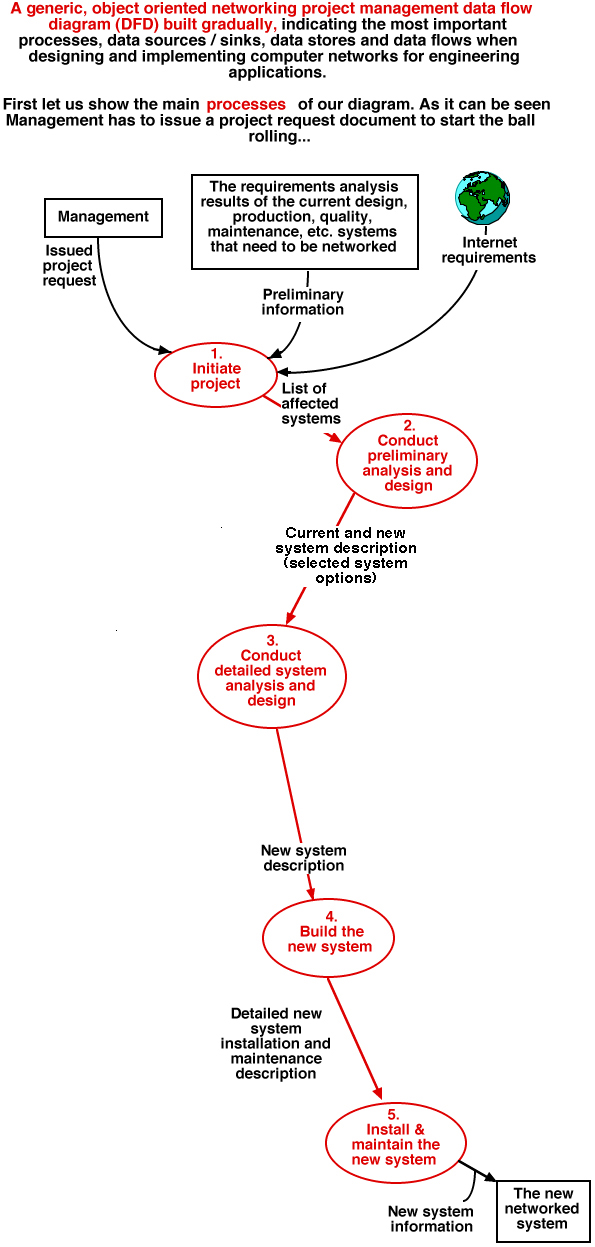 A generic, object oriented networking project management data flow
diagram (DFD) built gradually, indicating the most important
processes, data sources / sinks, data stores and data flows when
designing and implementing computer networks for engineering
applications.
First let us show the main processes of our diagram. As it can be seen
Management has to issue a project request document to start the ball
rolling...
Management
The requirements analysis
results of the current design,
production, quality,
maintenance, etc. systems
that need to be networked
Issued
project
request
Preliminary
information
Internet
requirements
1.
Initiate
project
List of
affected
systems
2.
Conduct
preliminary
analysis and
design
Current and new
system description
(selected system
options)
3.
Conduct
detailed system
analysis and
design
New system
description
4.
Build the
new system
Detailed new
system
installation and
maintenance
description
5.
Install &
maintain the
new system
New system
information
The new
networked
system